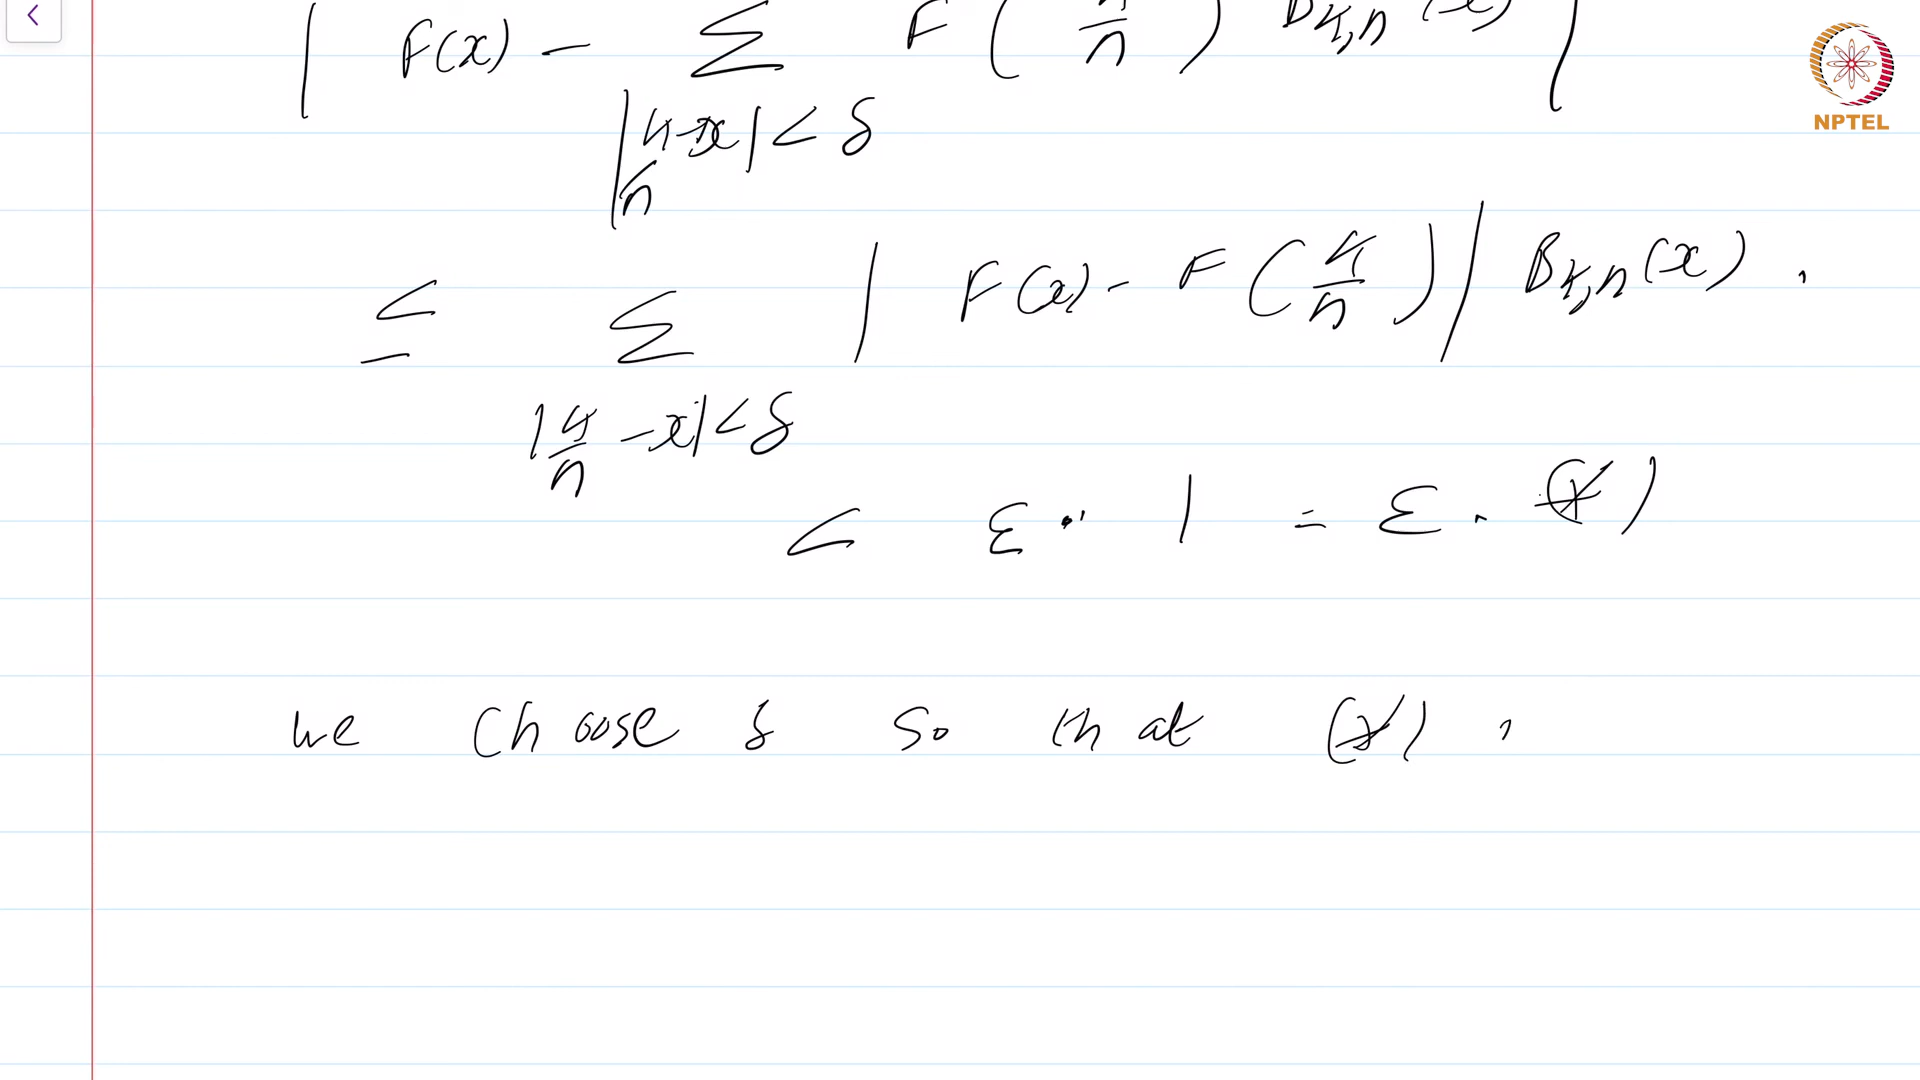 | F(x) - ∑ F(k/n) B_{k,n}(x) |
|k/n - x| < δ
NPTEL
≤ ∑ | F(x) - F(k/n) | B_{k,n}(x) .
|k/n - x| < δ
< ε · 1 = ε . (*)
we choose δ so that (*) ,